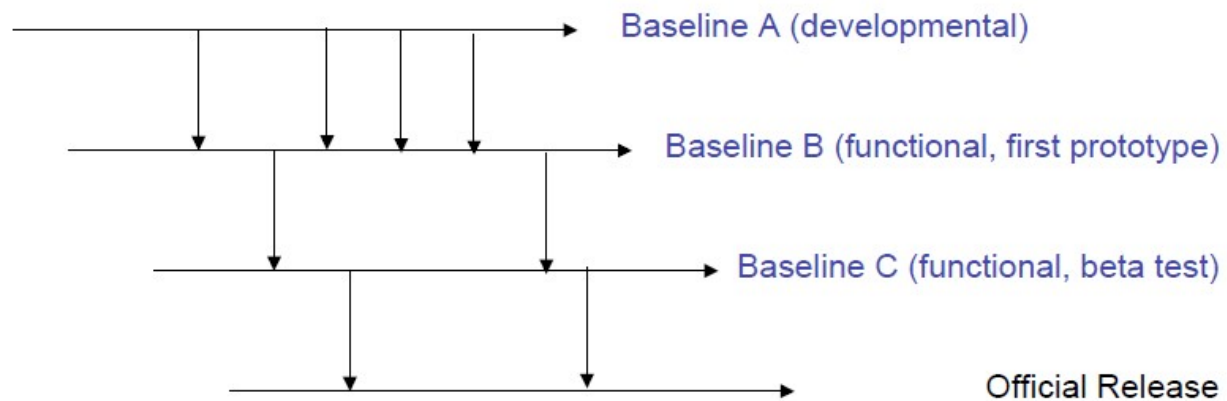 Baseline A (developmental)
Baseline B (functional, first prototype)
Baseline C (functional, beta test)
Official Release